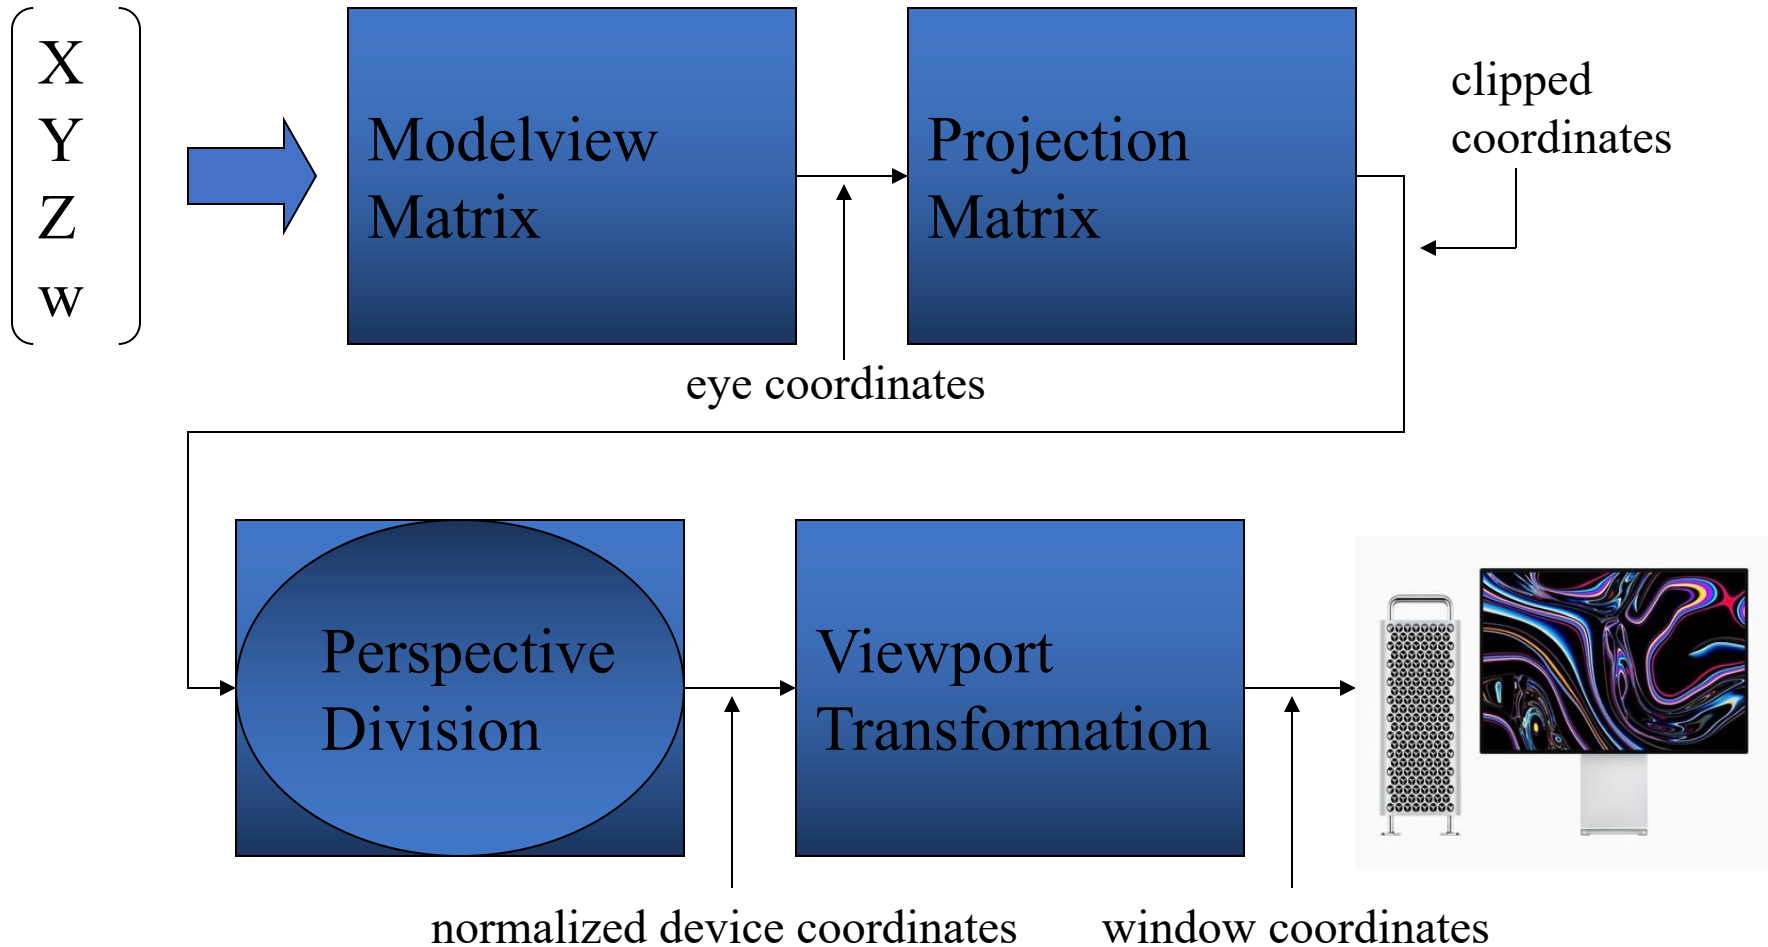 X
Y
Z
w
Modelview
Matrix
Projection
Matrix
clipped
coordinates
eye coordinates
Perspective
Division
Viewport
Transformation
normalized device coordinates
window coordinates